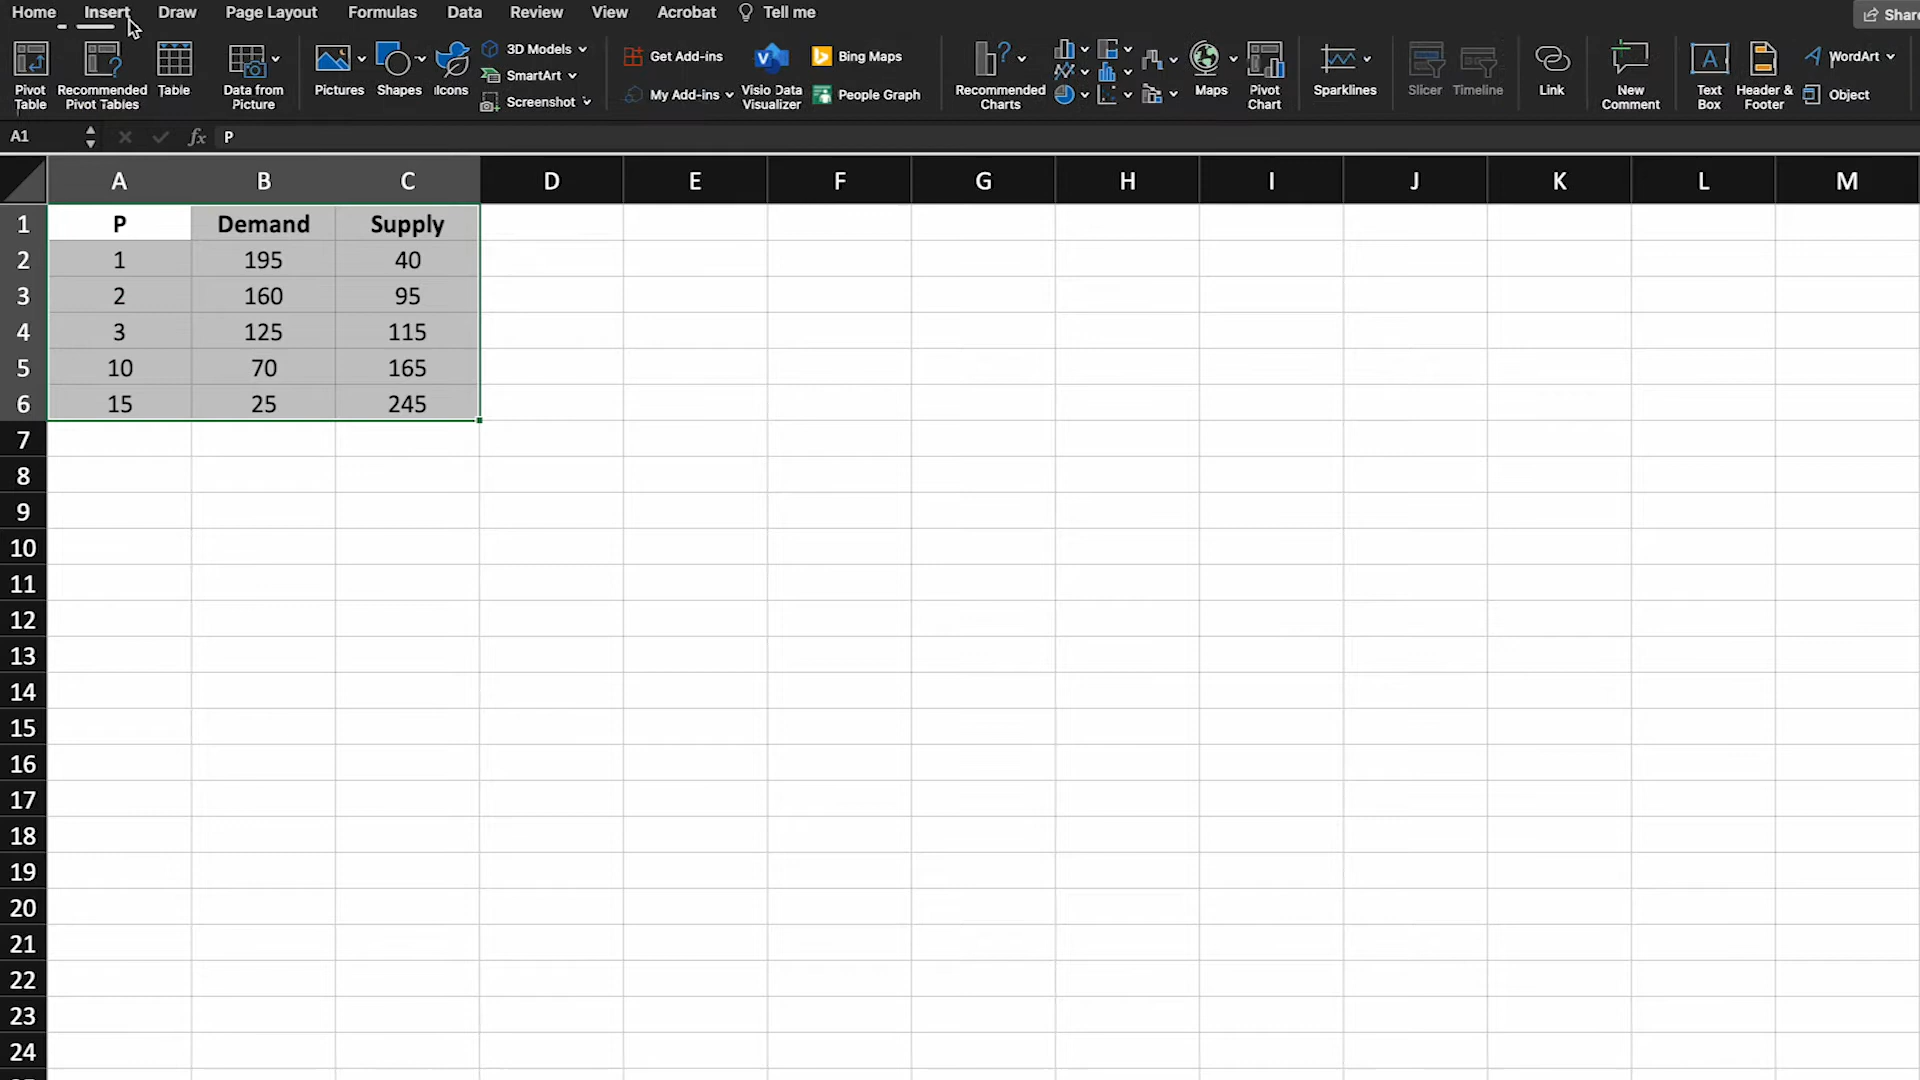 Home Insert Draw Page Layout Formulas Data Review View Acrobat Tell me Share
Pivot Table
Recommended Pivot Tables
Table
Data from Picture
Pictures
Shapes
Icons
3D Models
SmartArt
Screenshot
Get Add-ins
My Add-ins
Visio Data Visualizer
Bing Maps
People Graph
Recommended Charts
Maps
Pivot Chart
Sparklines
Slicer
Timeline
Link
New Comment
Text Box
Header & Footer
WordArt
Object
A1 fx P
A B C D E F G H I J K L M
1 P Demand Supply
2 1 195 40
3 2 160 95
4 3 125 115
5 10 70 165
6 15 25 245
7
8
9
10
11
12
13
14
15
16
17
18
19
20
21
22
23
24